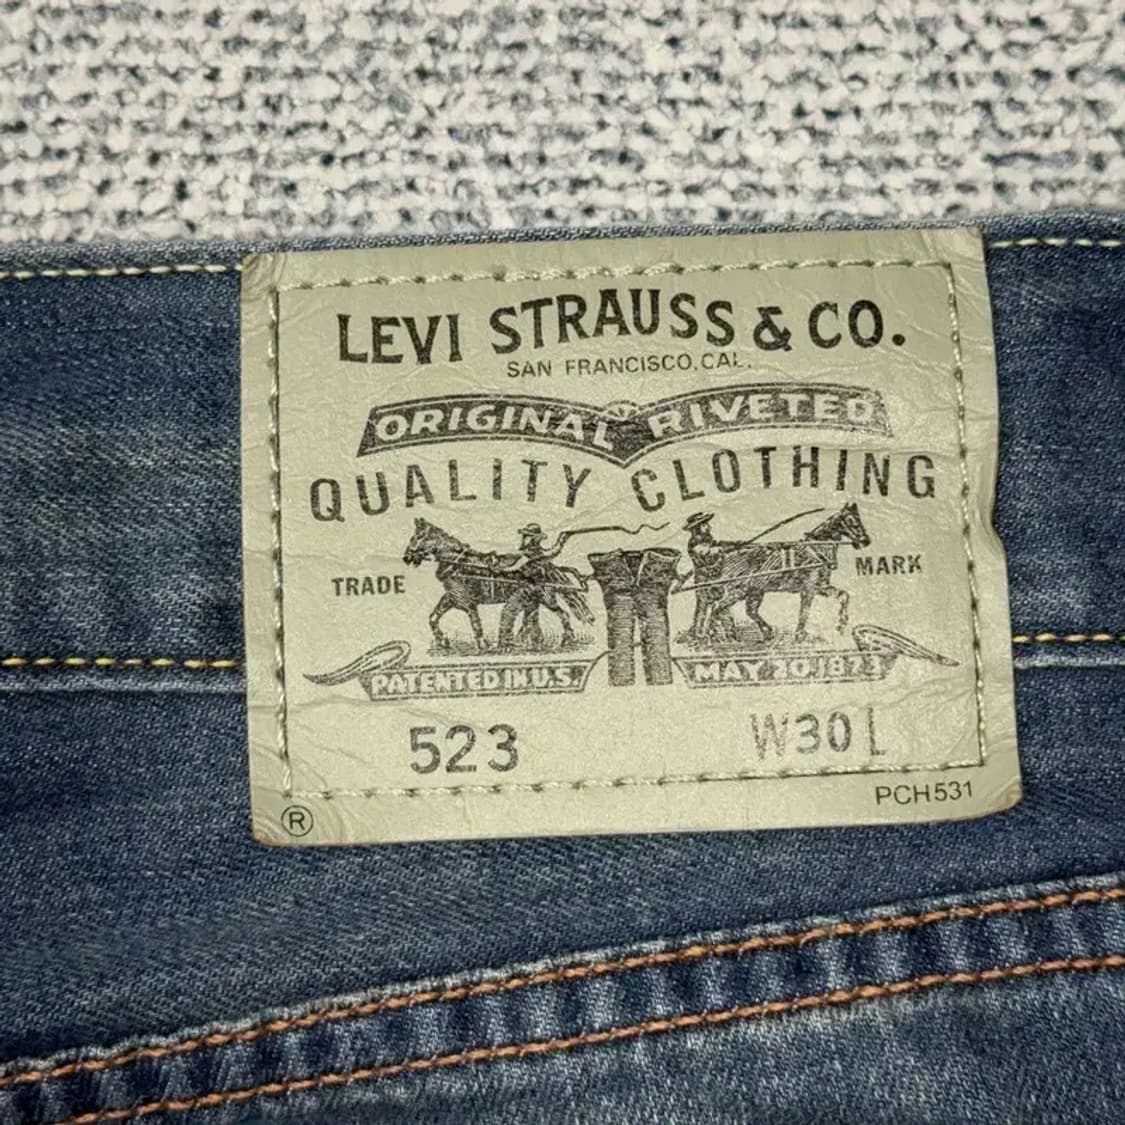 LEVI STRAUSS & CO.
SAN FRANCISCO, CAL.
ORIGINAL RIVETED
QUALITY CLOTHING
TRADE MARK
PATENTED IN U.S. MAY 20 1873
523 W30 L
PCH531
®